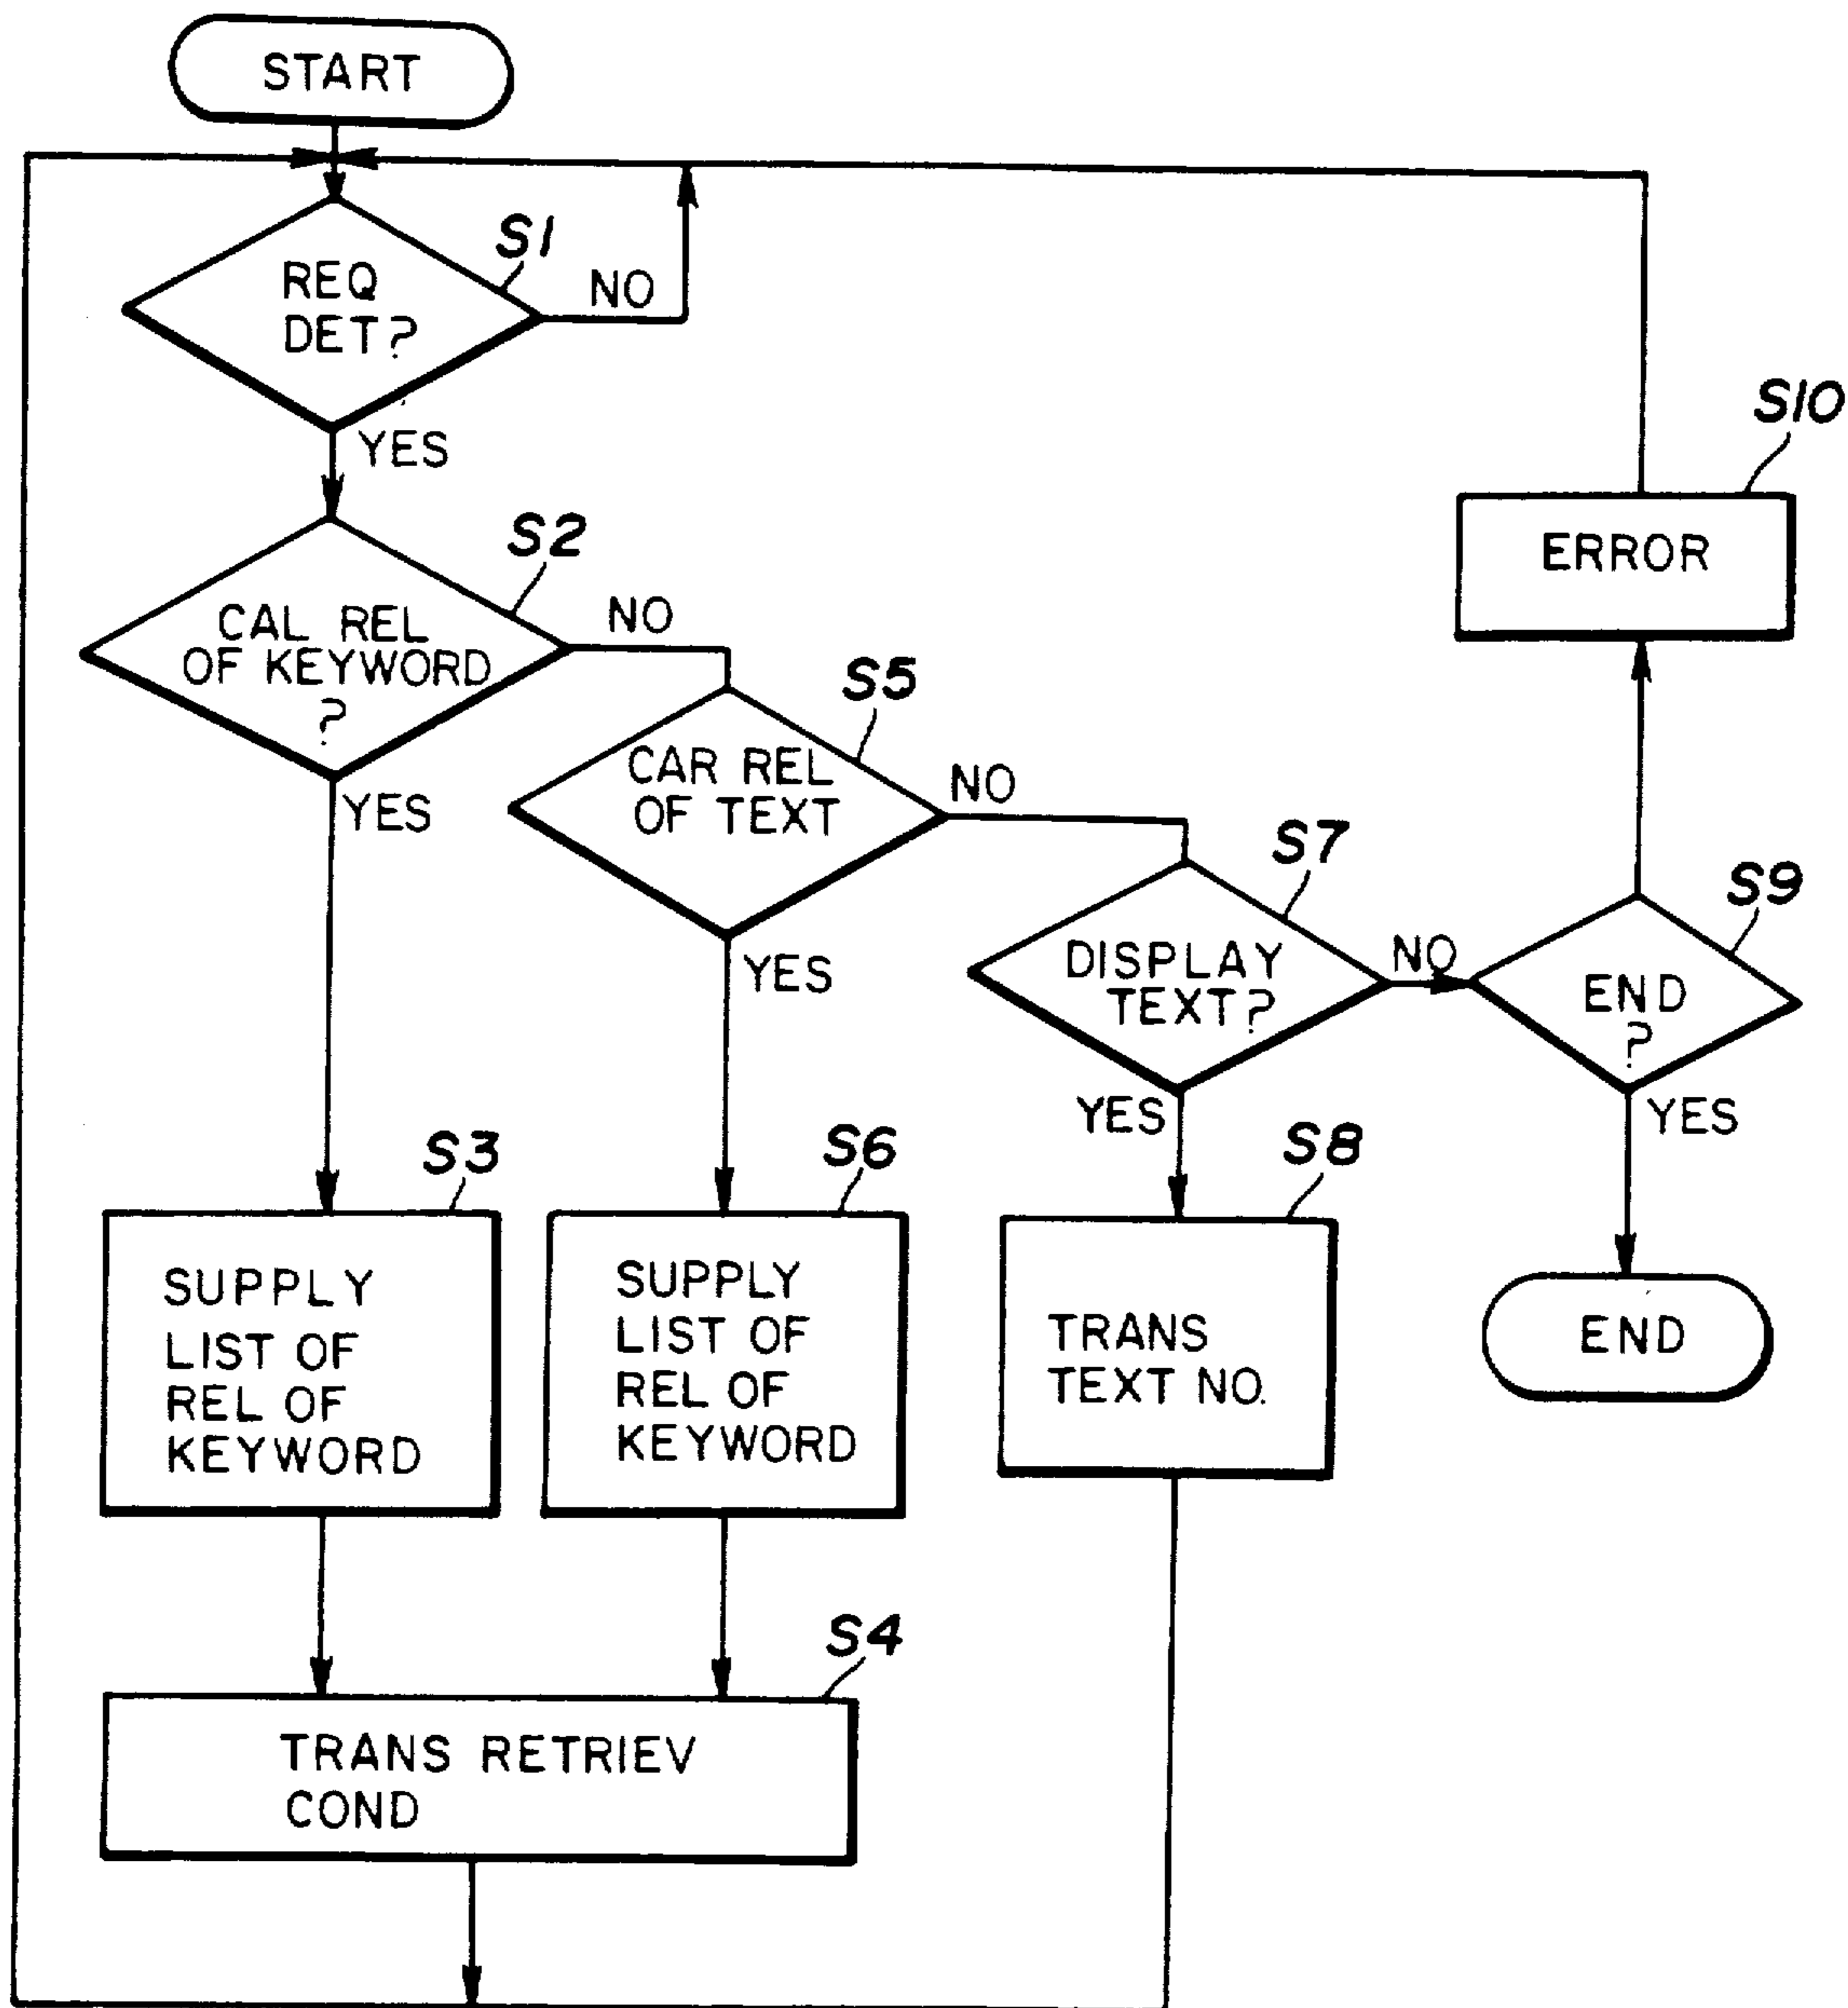 START
S1
REQ
DET?
NO
YES
S10
ERROR
S2
CAL REL
OF KEYWORD
?
NO
YES
S5
CAR REL
OF TEXT
NO
YES
S7
DISPLAY
TEXT?
NO
YES
S9
END
?
YES
S3
SUPPLY
LIST OF
REL OF
KEYWORD
S6
SUPPLY
LIST OF
REL OF
KEYWORD
S8
TRANS
TEXT NO.
END
S4
TRANS RETRIEV
COND